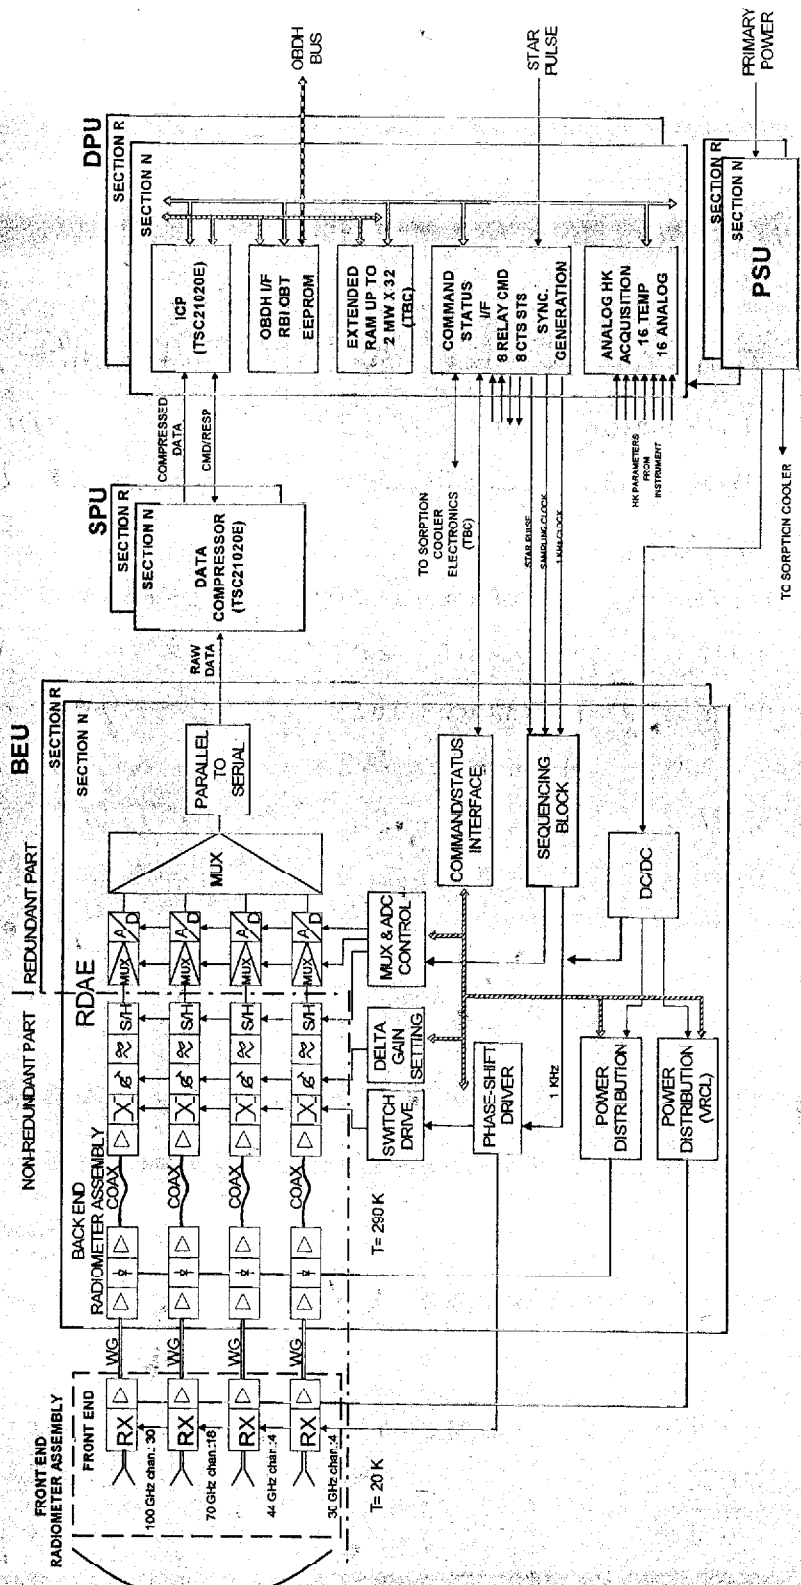 FRONT END
RADIOMETER ASSEMBLY
FRONT END
RX
RX
RX
RX
100 GHz chan.: 30
70 GHz chan.:18
44 GHz chan.:4
30 GHz chan.:4
T= 20 K
WG
WG
WG
WG
BEU
SECTION R
SECTION N
NON-REDUNDANT PART
REDUNDANT PART
BACK END
RADIOMETER ASSEMBLY
RDAE
COAX
COAX
COAX
COAX
S/H
S/H
S/H
S/H
MUX
MUX
MUX
MUX
A/D
A/D
A/D
A/D
MUX
PARALLEL
TO
SERIAL
T= 290 K
SWITCH
DRIVE
DELTA
GAIN
SETTING
MUX & ADC
CONTROL
PHASE-SHIFT
DRIVER
COMMAND/STATUS
INTERFACE
SEQUENCING
BLOCK
1 KHz
POWER
DISTRIBUTION
POWER
DISTRIBUTION
(VRCL)
DC/DC
RAW
DATA
SPU
SECTION R
SECTION N
DATA
COMPRESSOR
(TSC21020E)
COMPRESSED
DATA
CMD/RESP
TO SORPTION
COOLER
ELECTRONICS
(TBC)
STAR PULSE
SAMPLING CLOCK
1 KHz CLOCK
HK PARAMETERS
FROM
INSTRUMENT
TO SORPTION COOLER
DPU
SECTION R
SECTION N
ICP
(TSC21020E)
OBDH I/F
RBI OBT
EEPROM
EXTENDED
RAM UP TO
2 MW X 32
(TBC)
COMMAND
STATUS
I/F
8 RELAY CMD
8 CTS STS
SYNC.
GENERATION
ANALOG HK
ACQUISITION
16 TEMP
16 ANALOG
OBDH
BUS
STAR
PULSE
PRIMARY
POWER
SECTION R
SECTION N
PSU